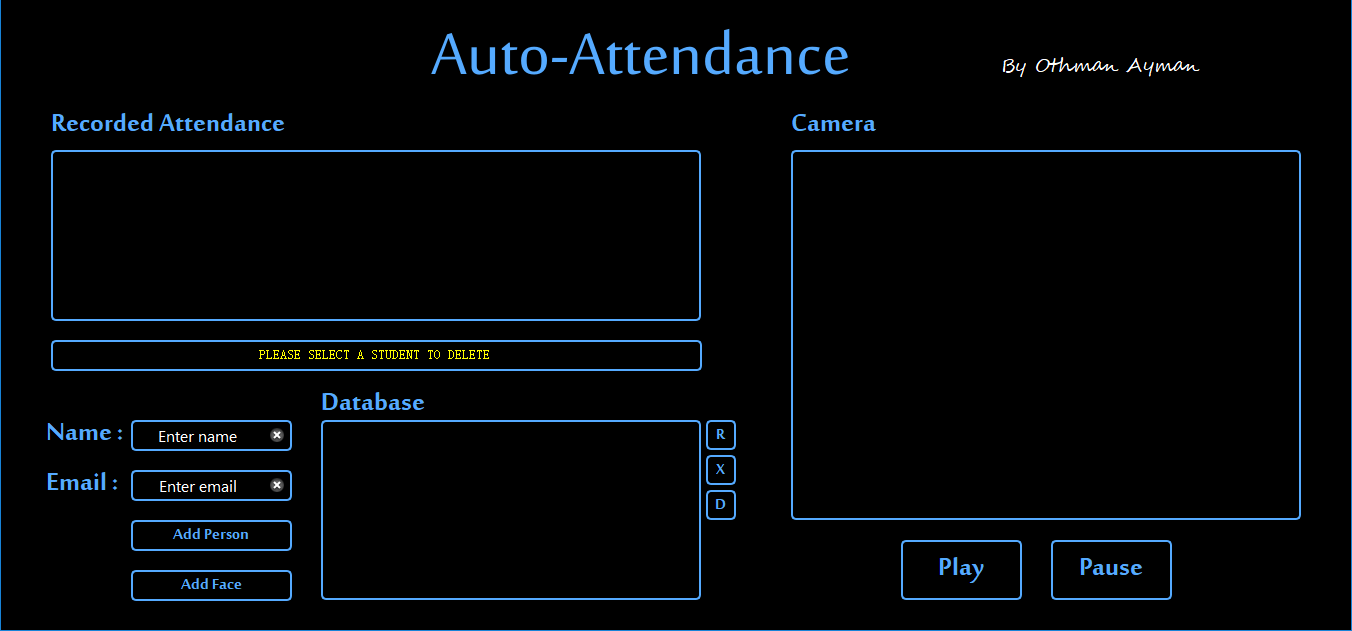 Auto-Attendance
By Othman Ayman
Recorded Attendance
Camera
PLEASE SELECT A STUDENT TO DELETE
Database
Name :
Enter name
R
X
Email :
Enter email
D
Add Person
Add Face
Play
Pause